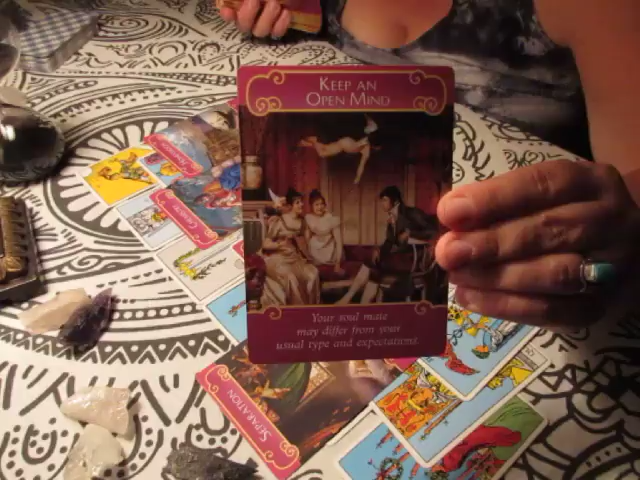 KEEP AN
OPEN MIND
Your soul mate
may differ from your
usual type and expectations.
SEPARATION